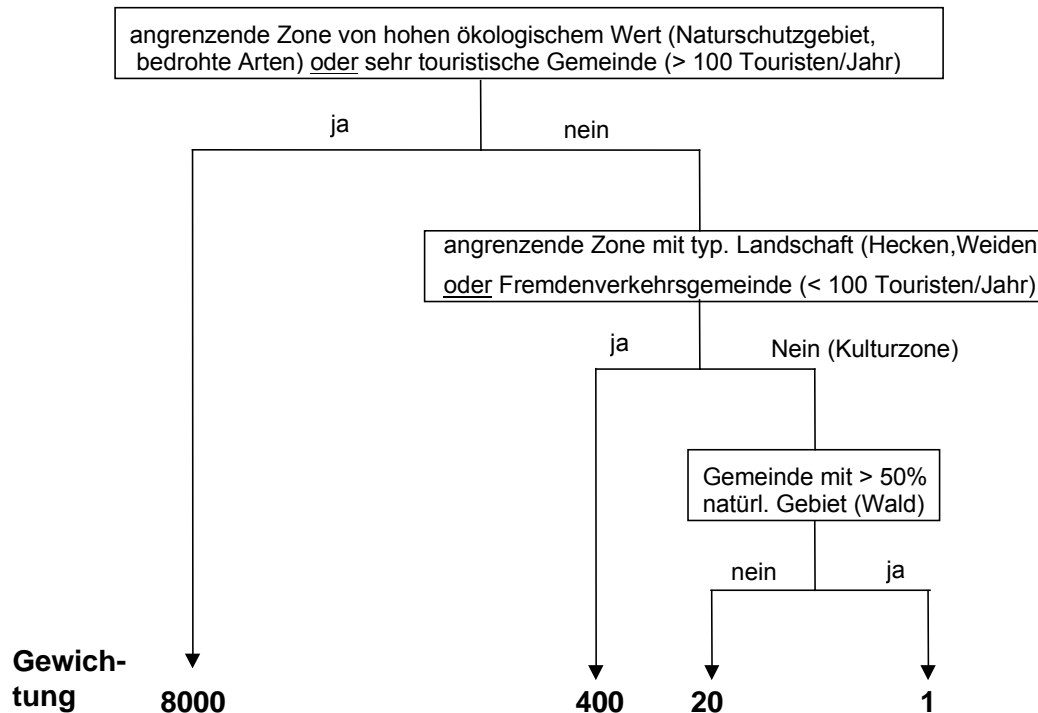 angrenzende Zone von hohen ökologischem Wert (Naturschutzgebiet,
bedrohte Arten) oder sehr touristische Gemeinde (> 100 Touristen/Jahr)
ja
nein
angrenzende Zone mit typ. Landschaft (Hecken,Weiden
oder Fremdenverkehrsgemeinde (< 100 Touristen/Jahr)
ja
Nein (Kulturzone)
Gemeinde mit > 50%
natürl. Gebiet (Wald)
nein
ja
Gewich-
tung
8000
400
20
1